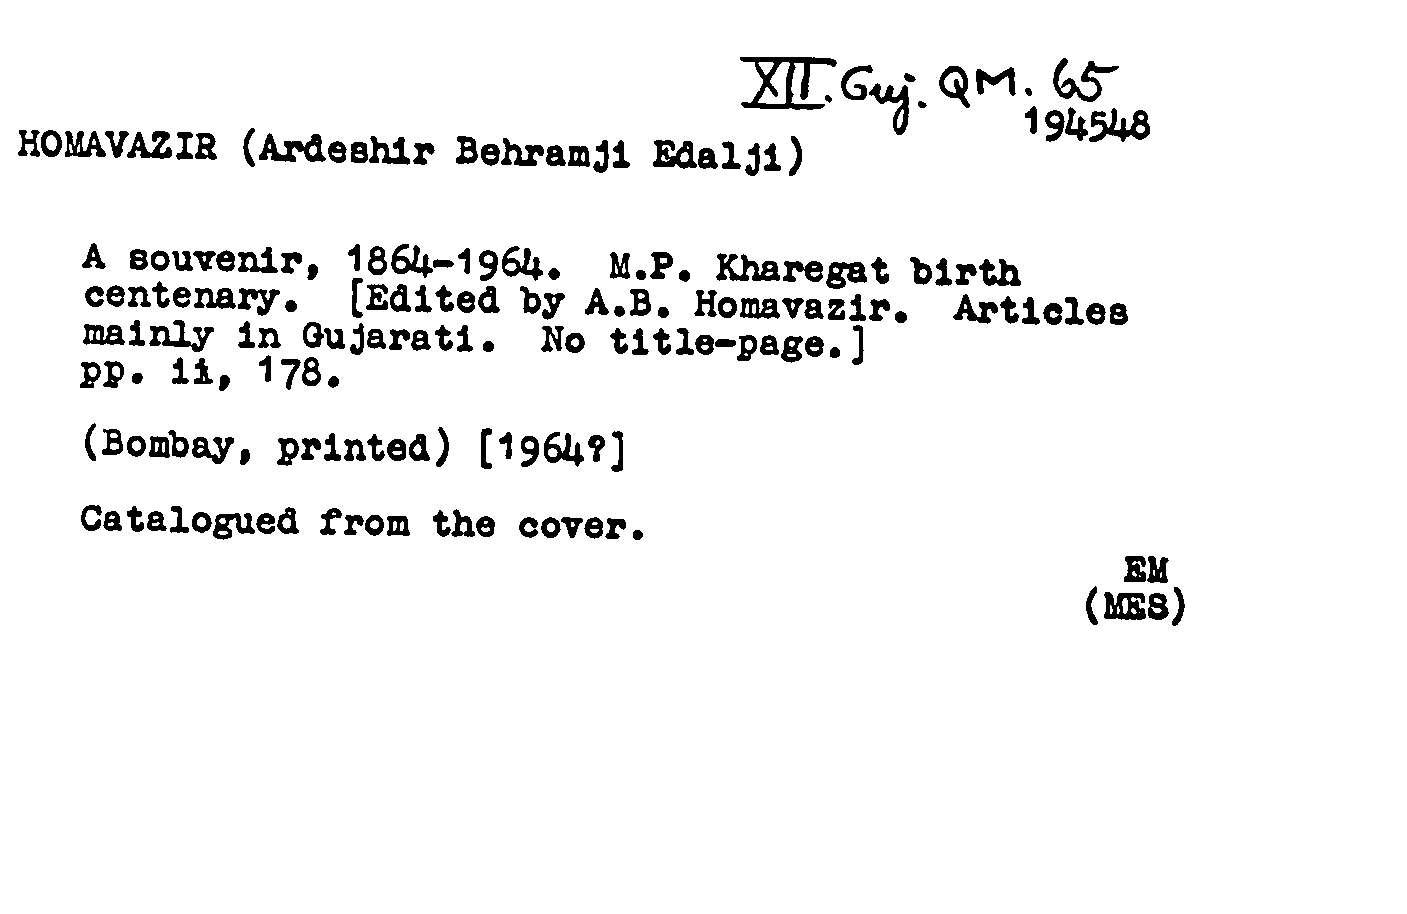 XII. Guj. QM. 65
194548
HOMAVAZIR (Ardeshir Behramji Edalji)
A souvenir, 1864-1964. M.P. Kharegat birth
centenary. [Edited by A.B. Homavazir. Articles
mainly in Gujarati. No title-page.]
pp. ii, 178.
(Bombay, printed) [1964?]
Catalogued from the cover.
EM
(MES)